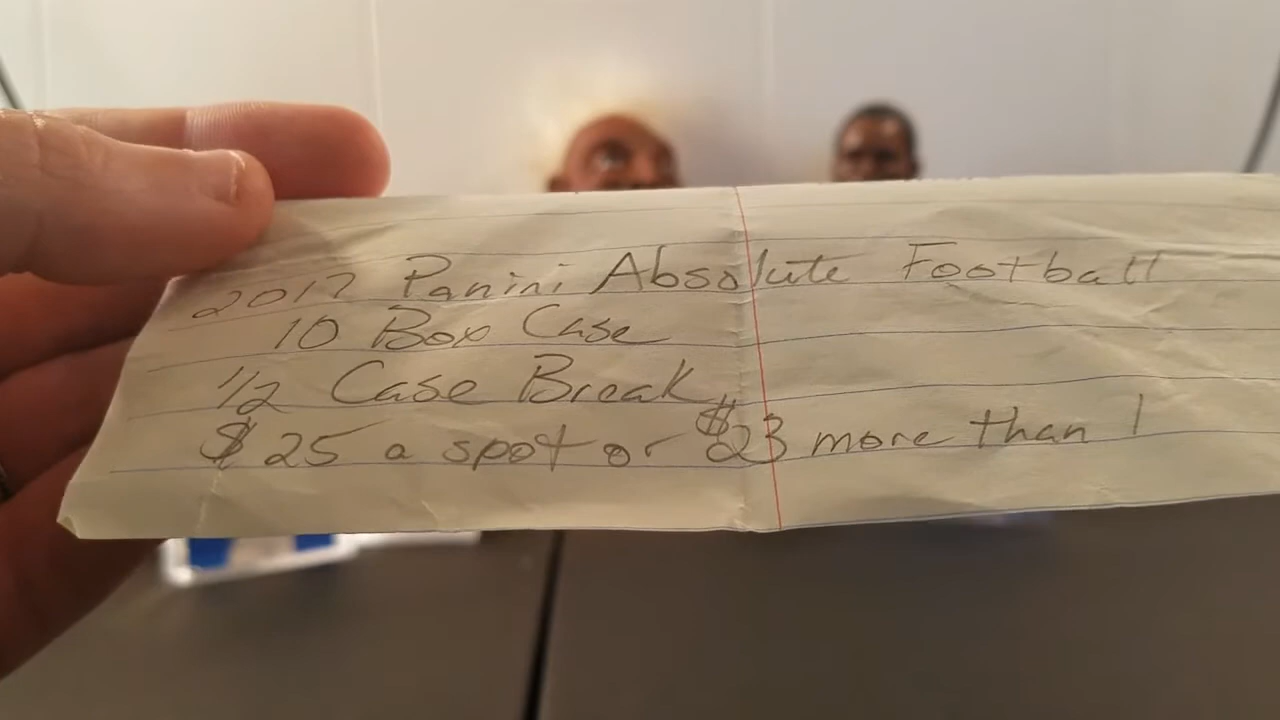 2017 Panini Absolute Football
10 Box Case
1/2 Case Break
$25 a spot or $23 more than 1